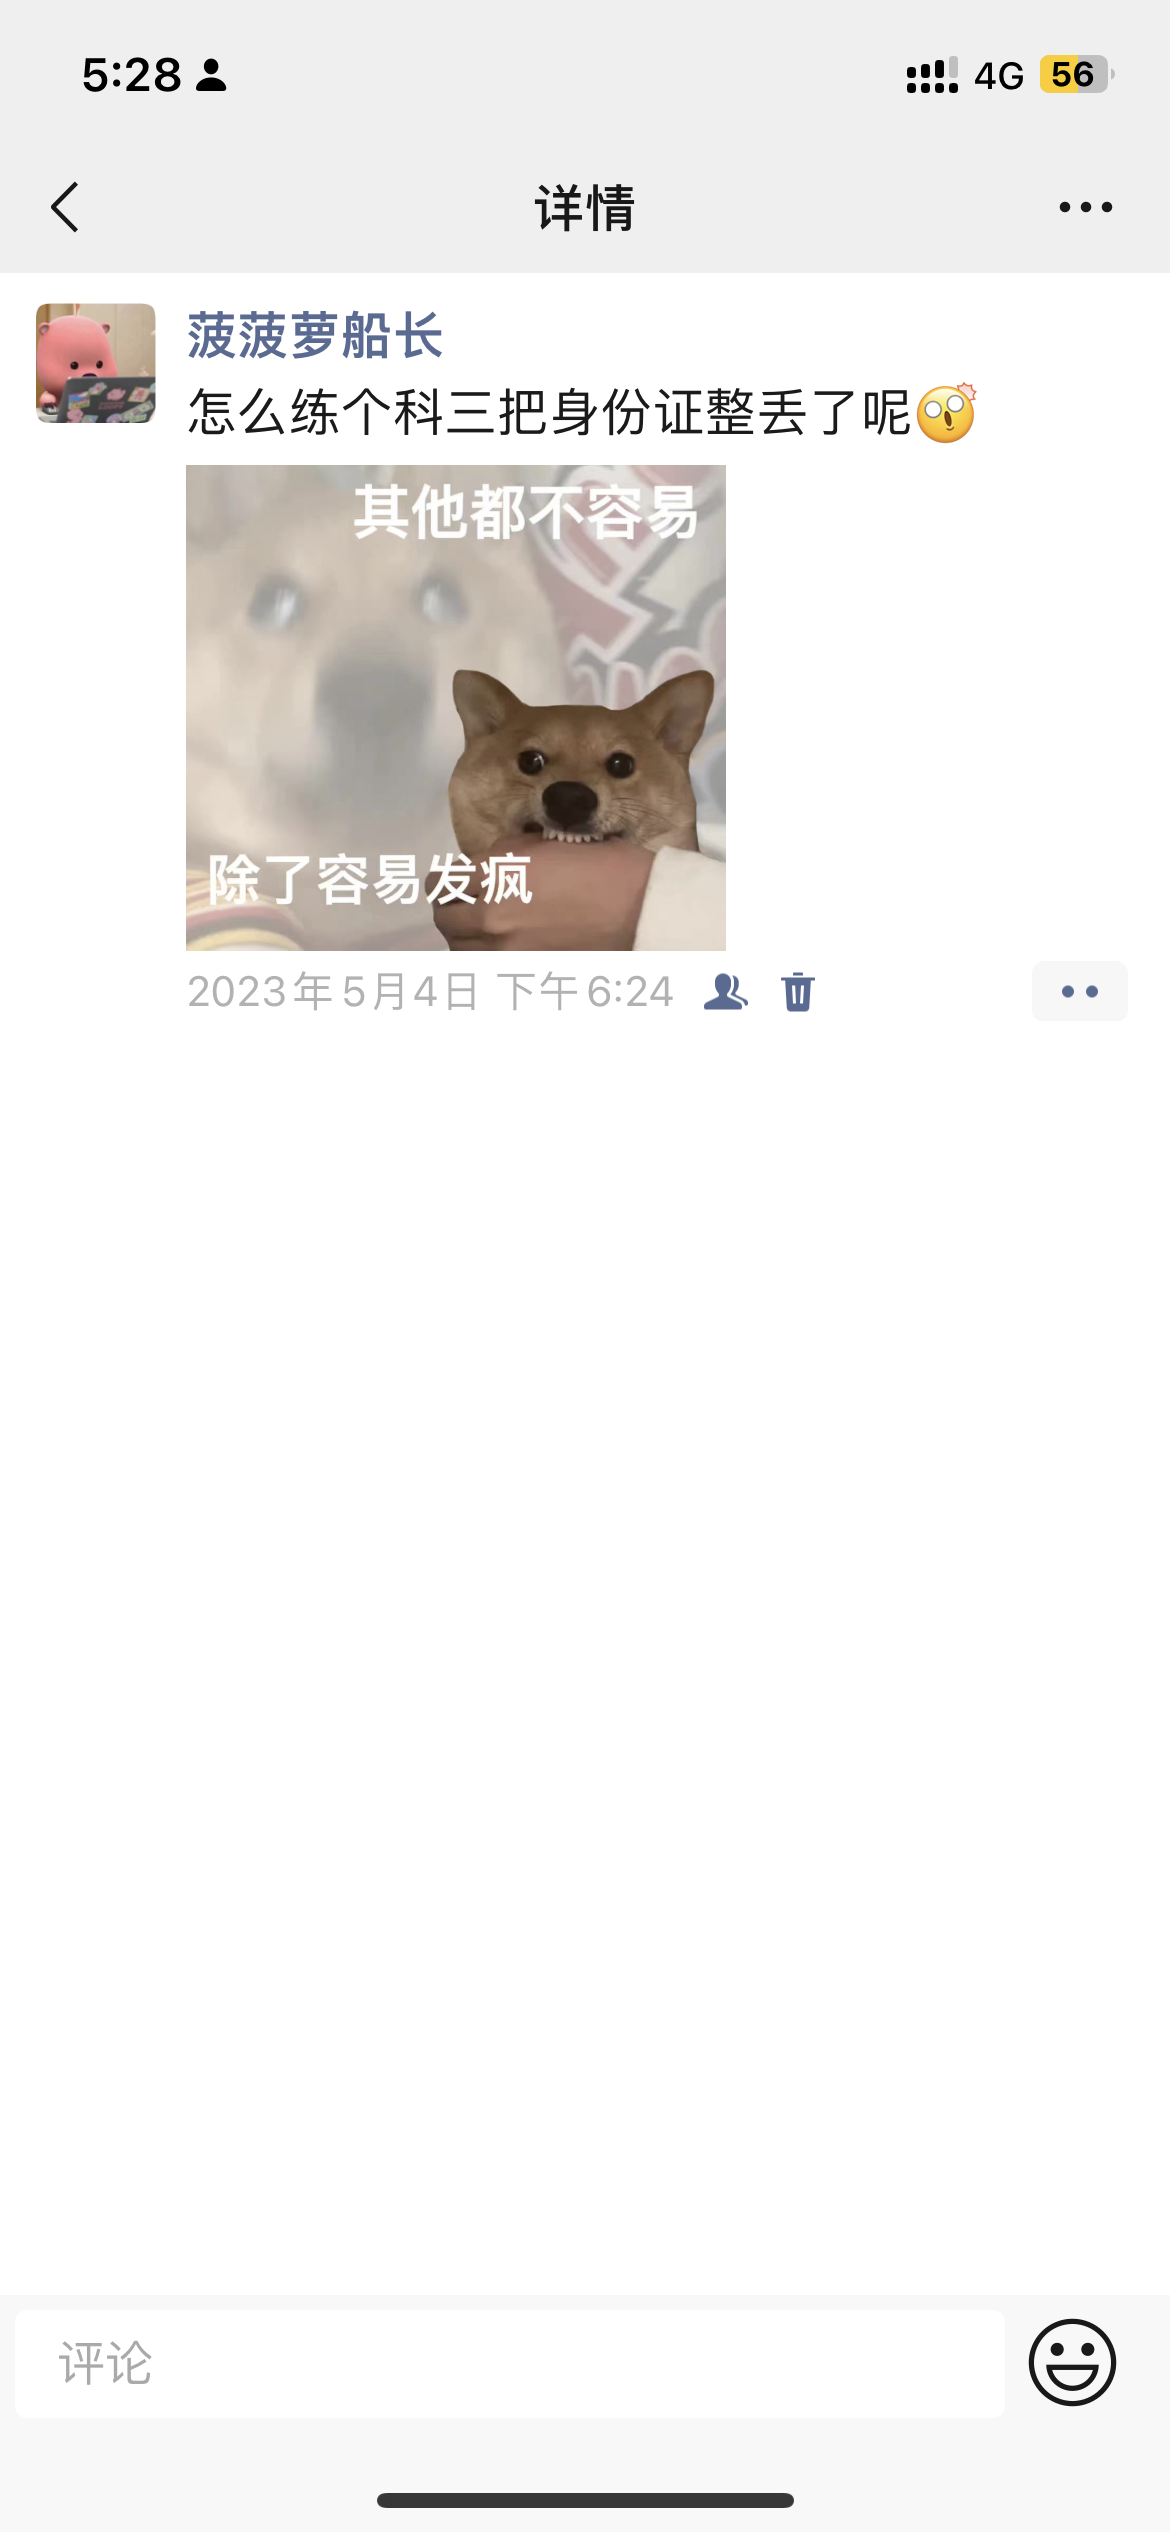 5:28
4G
56
详情
菠菠萝船长
怎么练个科三把身份证整丢了呢
其他都不容易
除了容易发疯
2023年5月4日 下午6:24
评论